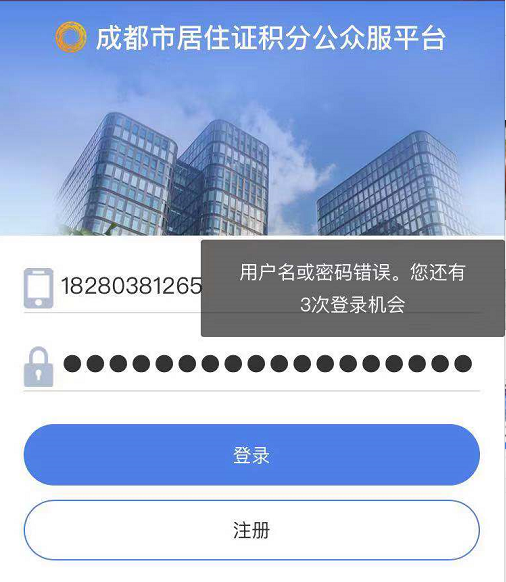 成都市居住证积分公众服平台
18280381265
用户名或密码错误。您还有
3次登录机会
登录
注册